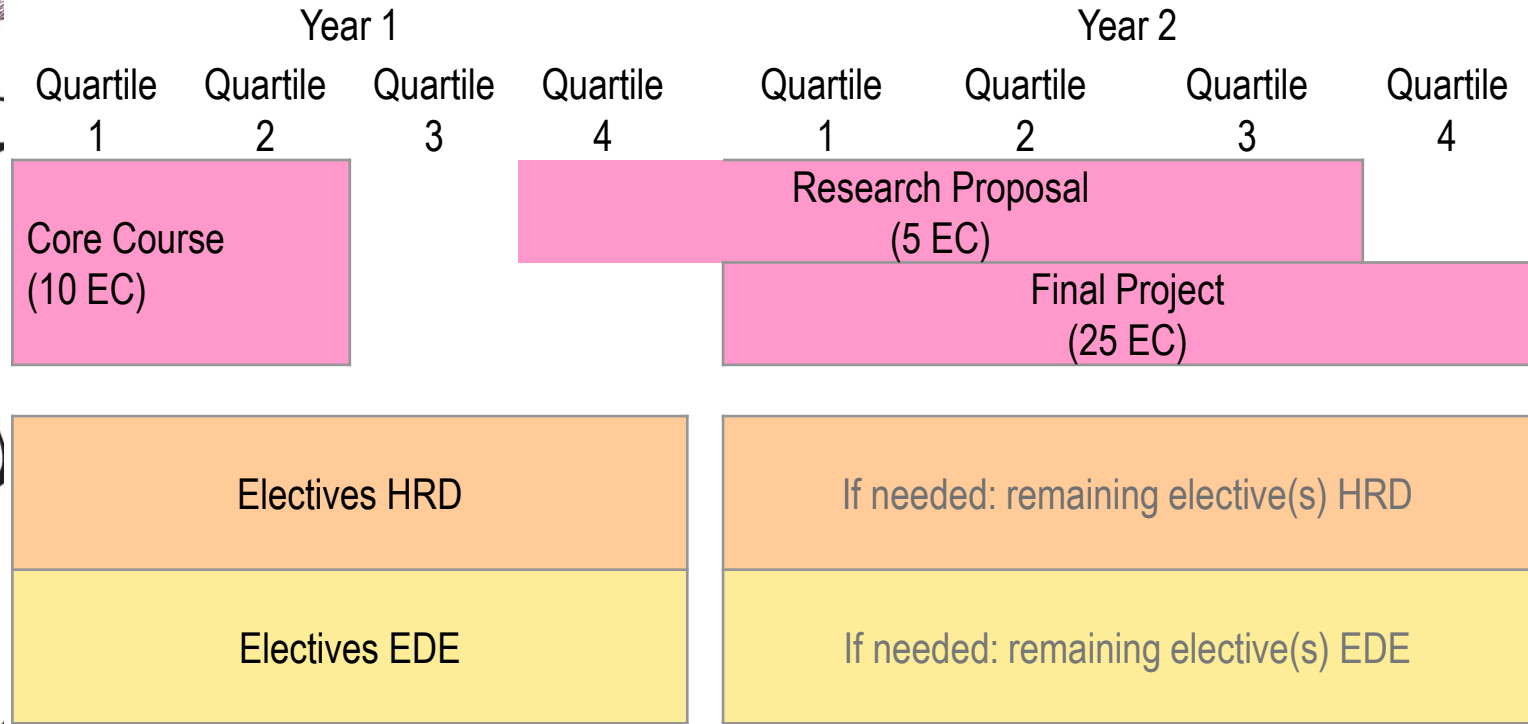 Year 1 Year 2
Quartile Quartile Quartile Quartile Quartile Quartile Quartile Quartile
1 2 3 4 1 2 3 4
Research Proposal
(5 EC)
Core Course
(10 EC)
Final Project
(25 EC)
Electives HRD If needed: remaining elective(s) HRD
Electives EDE If needed: remaining elective(s) EDE